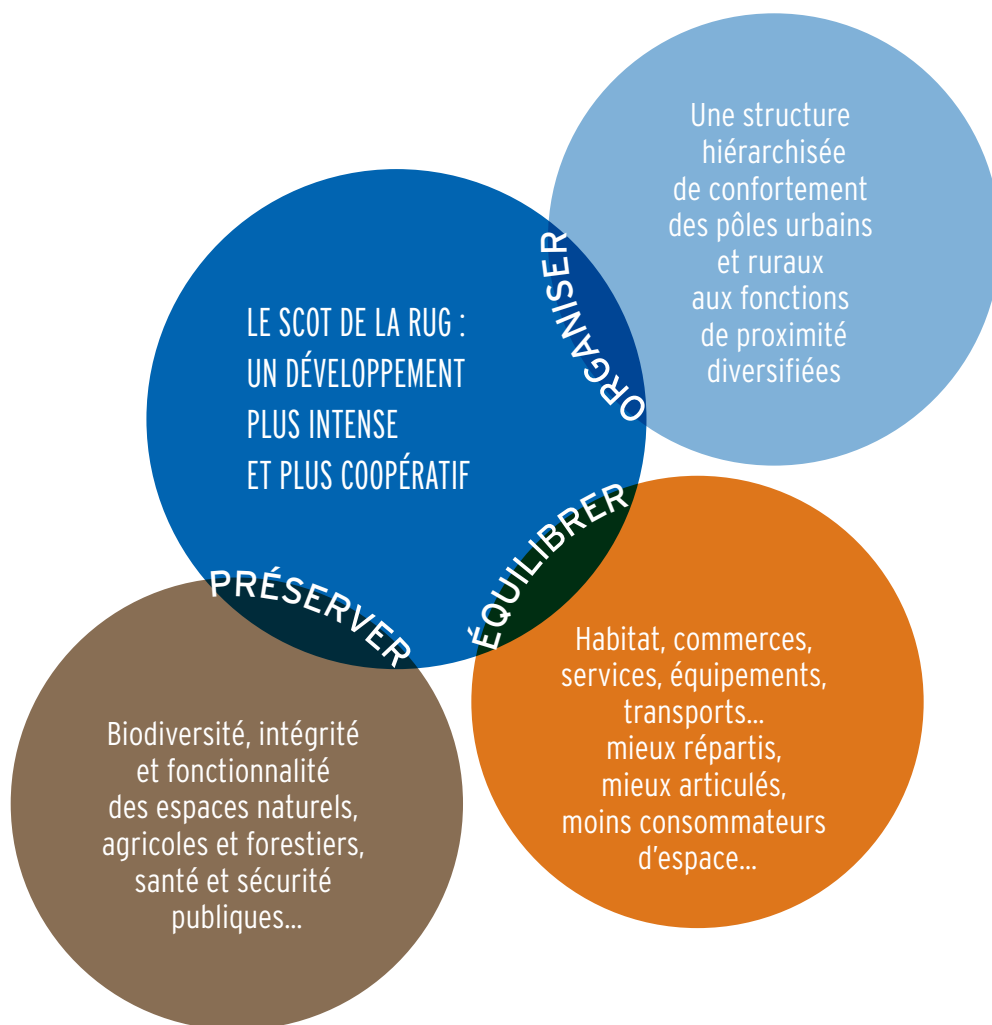 Une structure
hiérarchisée
de confortement
des pôles urbains
et ruraux
aux fonctions
de proximité
diversifiées
ORGANISER
LE SCOT DE LA RUG :
UN DÉVELOPPEMENT
PLUS INTENSE
ET PLUS COOPÉRATIF
ÉQUILIBRER
PRÉSERVER
Habitat, commerces,
services, équipements,
transports...
mieux répartis,
mieux articulés,
moins consommateurs
d'espace...
Biodiversité, intégrité
et fonctionnalité
des espaces naturels,
agricoles et forestiers,
santé et sécurité
publiques...